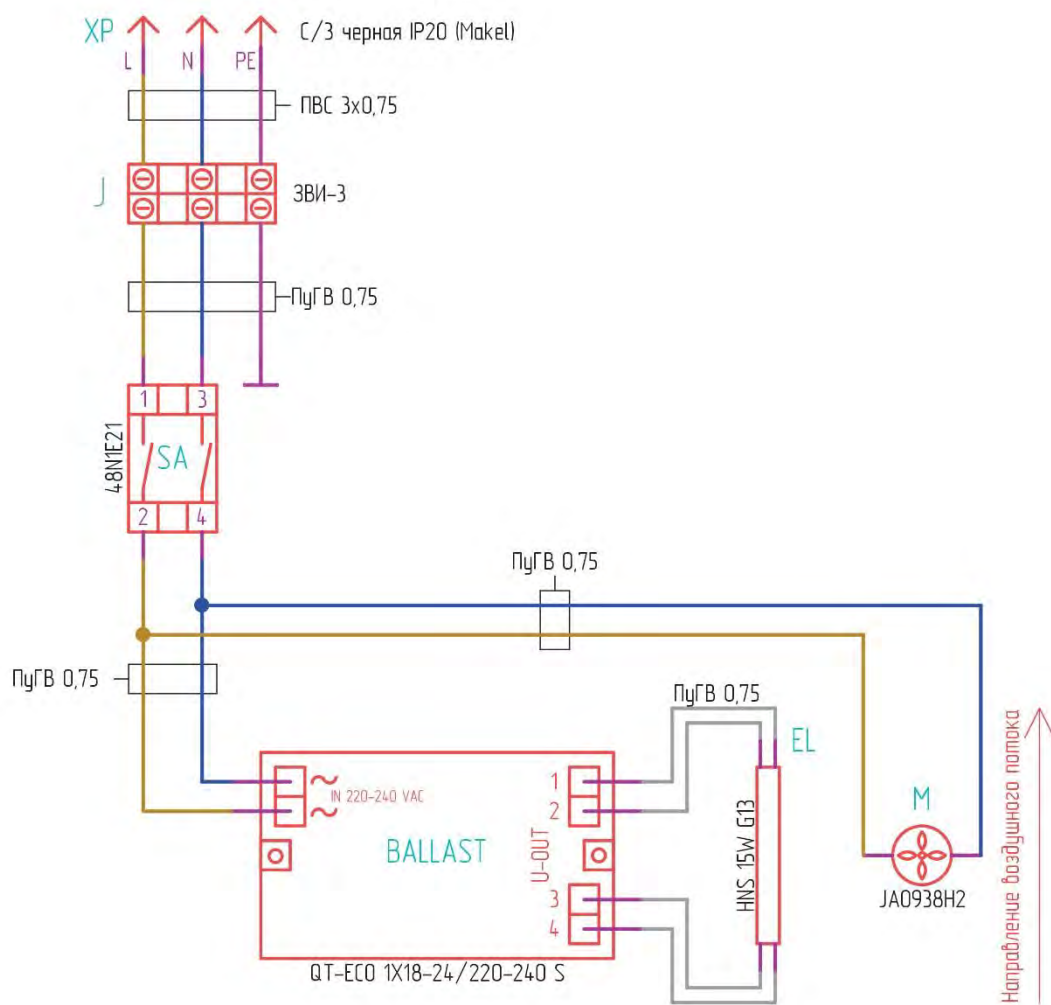 XP
С/З черная IP20 (Makel)
L
N
PE
ПВС 3х0,75
J
ЗВИ-3
ПуГВ 0,75
1
3
48N1E21
SA
2
4
ПуГВ 0,75
ПуГВ 0,75
ПуГВ 0,75
EL
IN 220-240 VAC
BALLAST
U-OUT
1
2
3
4
HNS 15W G13
M
JA0938H2
Направление воздушного потока
QT-ECO 1X18-24/220-240 S